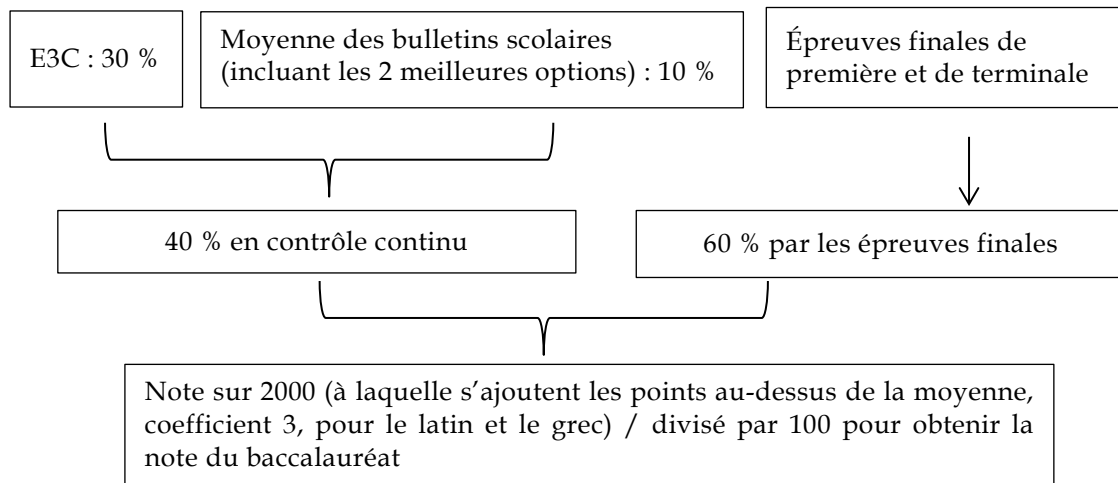 E3C : 30 %
Moyenne des bulletins scolaires
(incluant les 2 meilleures options) : 10 %
Épreuves finales de
première et de terminale
40 % en contrôle continu
60 % par les épreuves finales
Note sur 2000 (à laquelle s’ajoutent les points au-dessus de la moyenne,
coefficient 3, pour le latin et le grec) / divisé par 100 pour obtenir la
note du baccalauréat